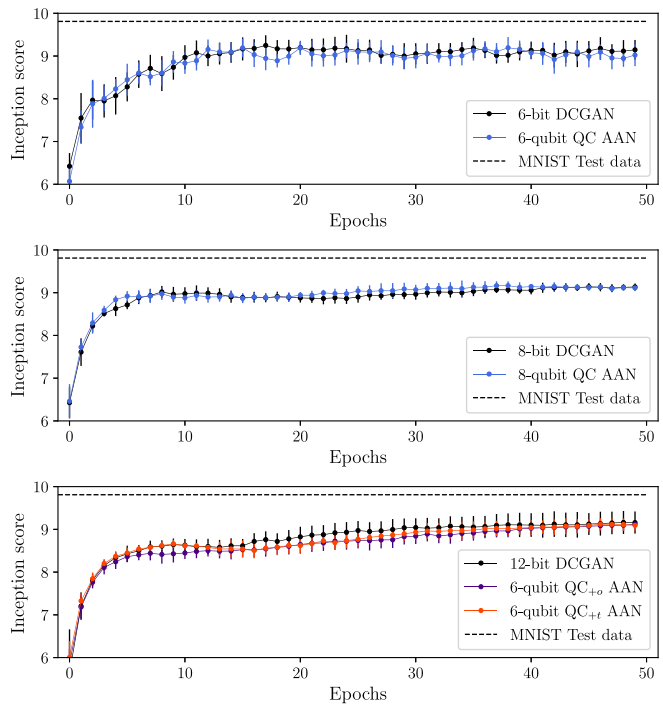 10
9
8
7
6
Inception score
6-bit DCGAN
6-qubit QC AAN
MNIST Test data
0 10 20 30 40 50
Epochs
10
9
8
7
6
Inception score
8-bit DCGAN
8-qubit QC AAN
MNIST Test data
0 10 20 30 40 50
Epochs
10
9
8
7
6
Inception score
12-bit DCGAN
6-qubit QC+o AAN
6-qubit QC+t AAN
MNIST Test data
0 10 20 30 40 50
Epochs